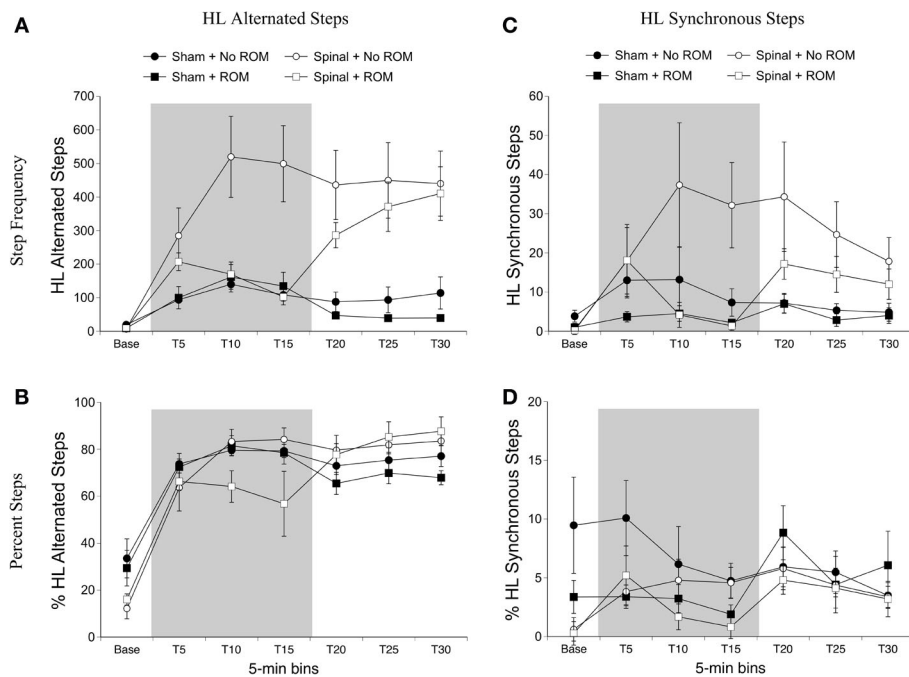 HL Alternated Steps
HL Synchronous Steps
A
Sham + No ROM
Spinal + No ROM
Sham + ROM
Spinal + ROM
Step Frequency
HL Alternated Steps
700
600
500
400
300
200
100
0
Base T5 T10 T15 T20 T25 T30
C
Sham + No ROM
Spinal + No ROM
Sham + ROM
Spinal + ROM
HL Synchronous Steps
60
50
40
30
20
10
0
Base T5 T10 T15 T20 T25 T30
B
Percent Steps
% HL Alternated Steps
100
80
60
40
20
0
Base T5 T10 T15 T20 T25 T30
5-min bins
D
% HL Synchronous Steps
20
15
10
5
0
Base T5 T10 T15 T20 T25 T30
5-min bins